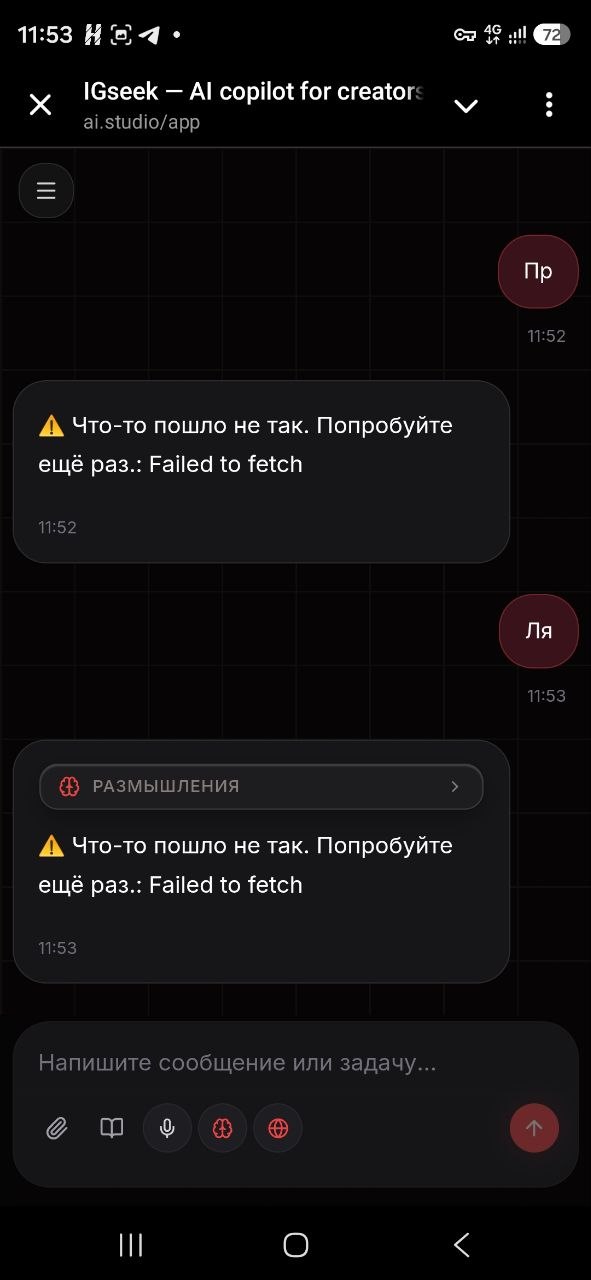 11:53
4G
72
IGseek — AI copilot for creators
ai.studio/app
Пр
11:52
⚠️ Что-то пошло не так. Попробуйте
ещё раз.: Failed to fetch
11:52
Ля
11:53
РАЗМЫШЛЕНИЯ
⚠️ Что-то пошло не так. Попробуйте
ещё раз.: Failed to fetch
11:53
Напишите сообщение или задачу...